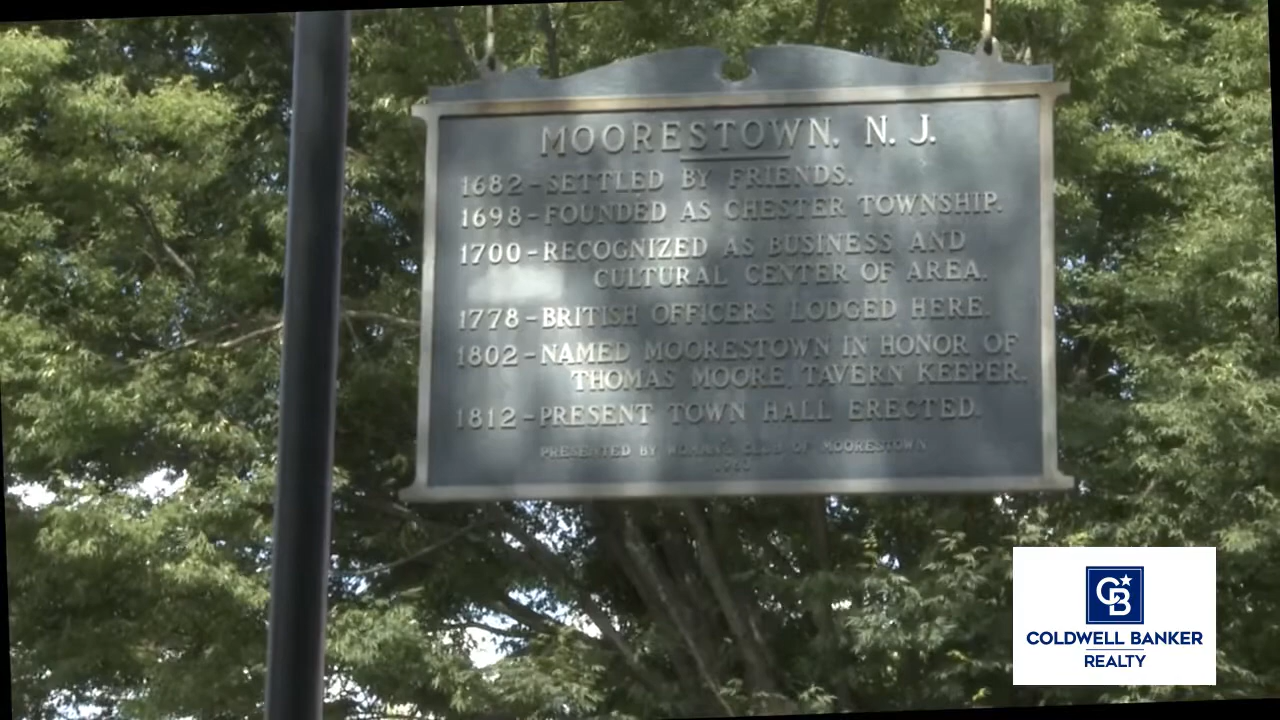 MOORESTOWN. N. J.
1682-SETTLED BY FRIENDS.
1698-FOUNDED AS CHESTER TOWNSHIP.
1700-RECOGNIZED AS BUSINESS AND
CULTURAL CENTER OF AREA.
1778-BRITISH OFFICERS LODGED HERE.
1802-NAMED MOORESTOWN IN HONOR OF
THOMAS MOORE, TAVERN KEEPER.
1812-PRESENT TOWN HALL ERECTED.
PRESENTED BY WOMAN'S CLUB OF MOORESTOWN
CB
COLDWELL BANKER
REALTY